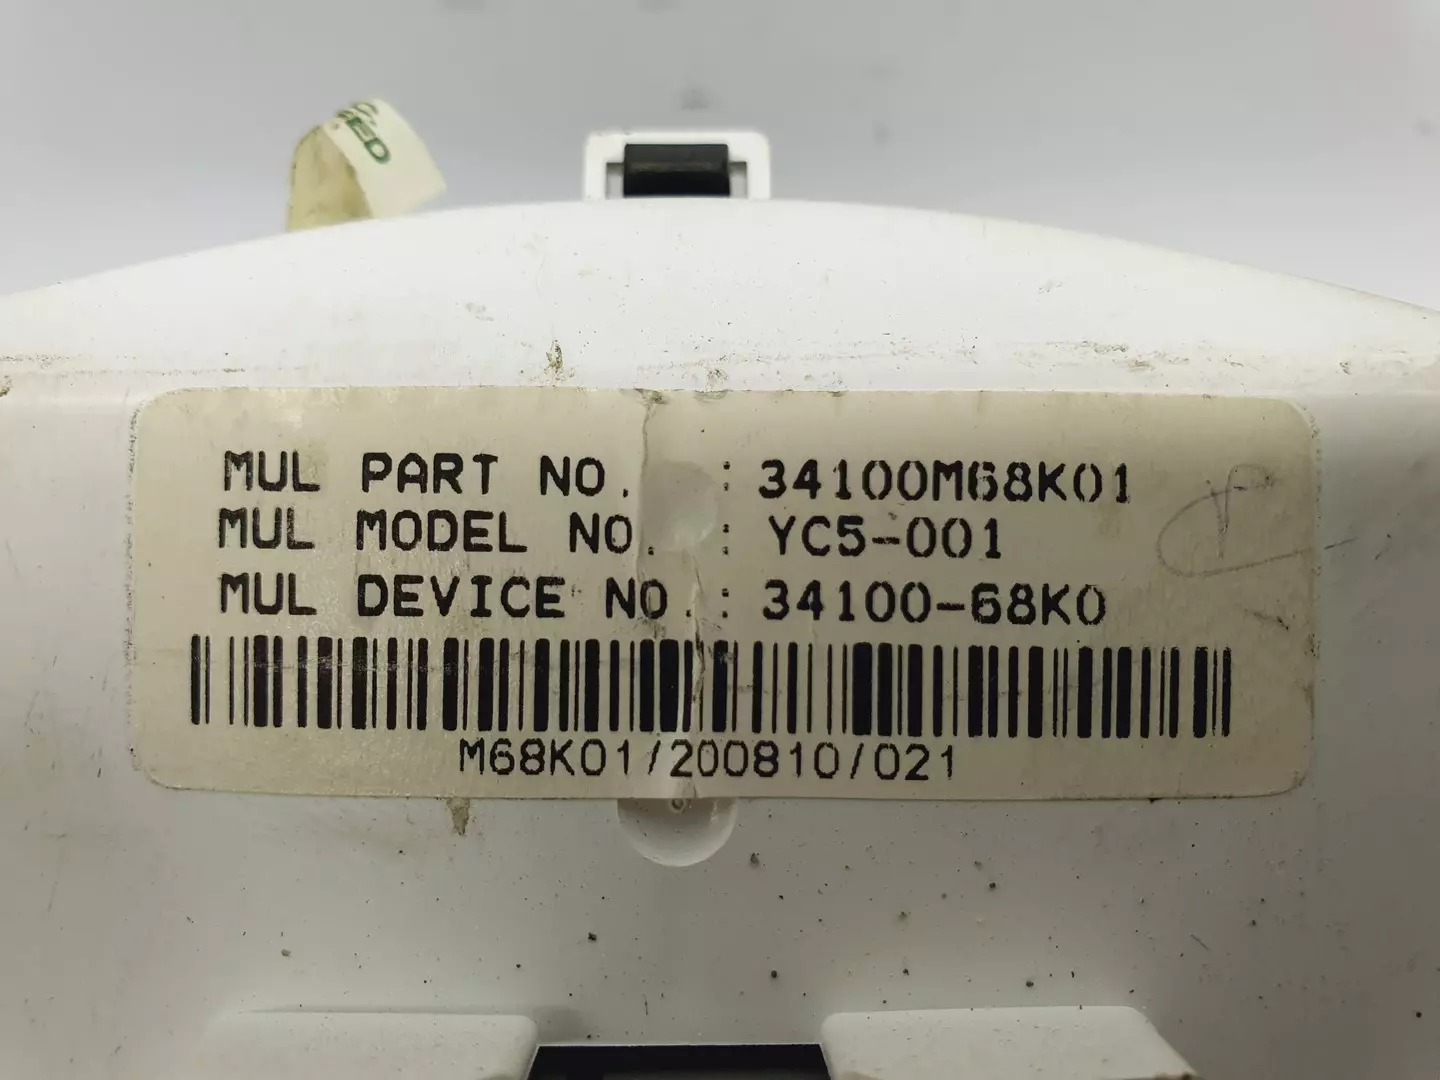 MUL PART NO. : 34100M68K01
MUL MODEL NO. : YC5-001
MUL DEVICE NO. : 34100-68K0
M68K01/200810/021